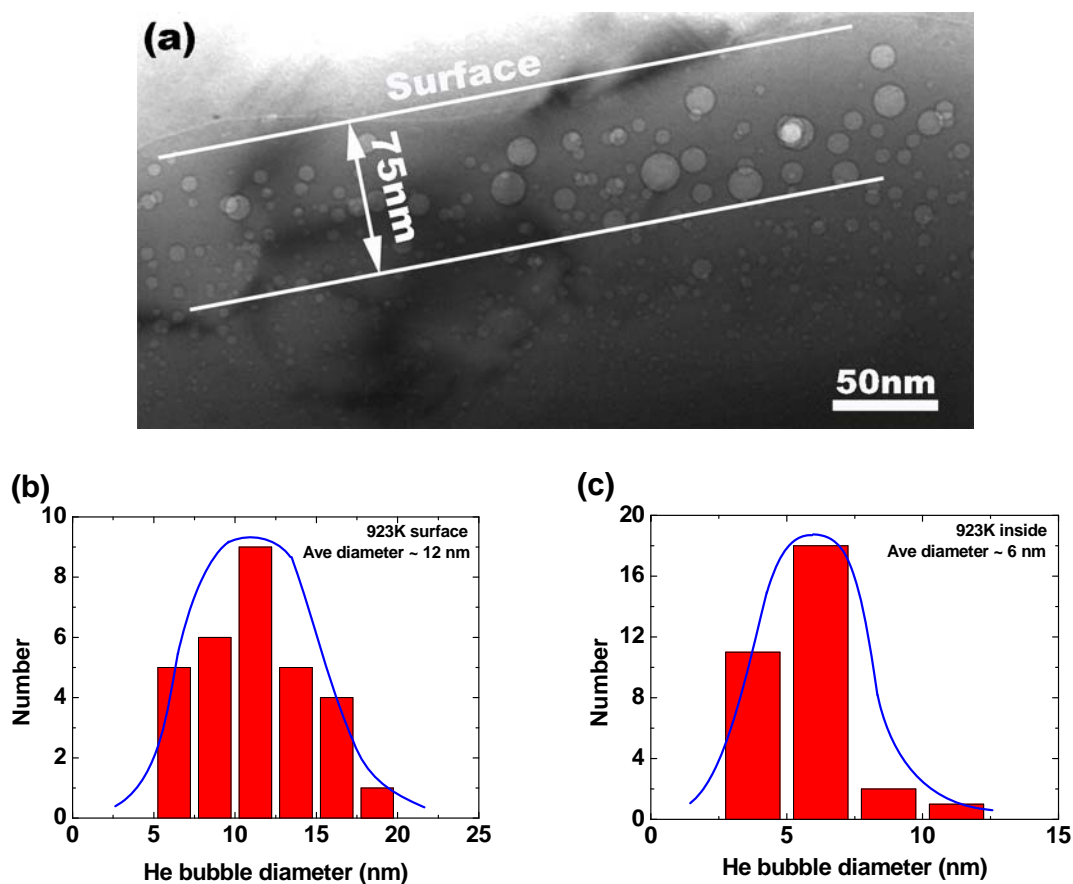 (a)
Surface
75nm
50nm
(b)
10
8
6
4
2
0
0 5 10 15 20 25
Number
He bubble diameter (nm)
923K surface
Ave diameter ~ 12 nm
(c)
20
16
12
8
4
0
0 5 10 15
Number
He bubble diameter (nm)
923K inside
Ave diameter ~ 6 nm